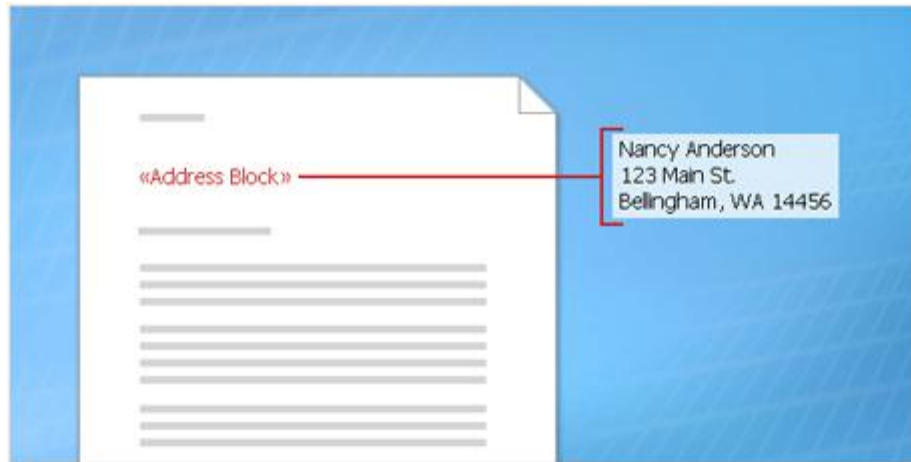 «Address Block»
Nancy Anderson
123 Main St.
Bellingham, WA 14456